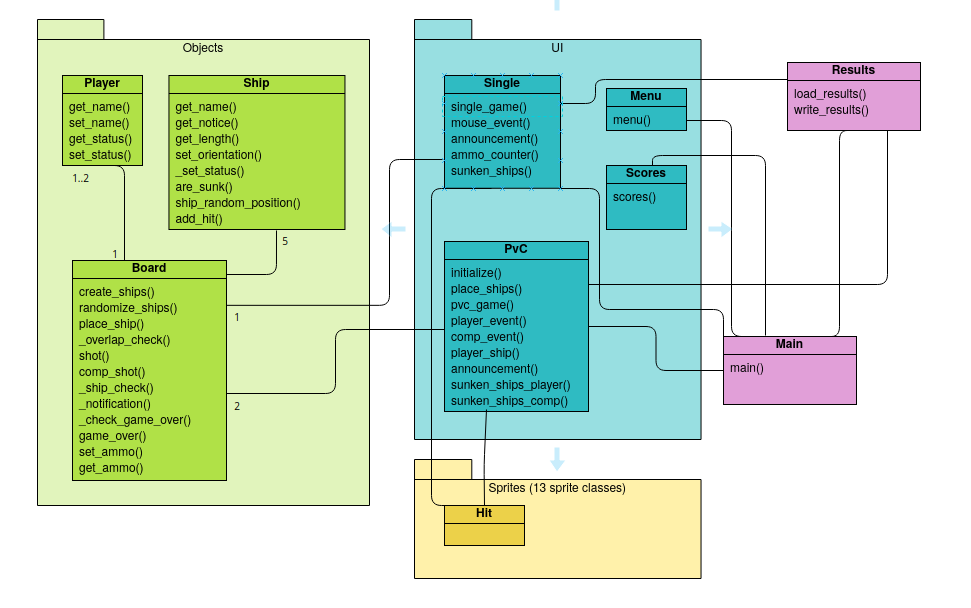 Objects
Player
get_name()
set_name()
get_status()
set_status()
1..2
1
Ship
get_name()
get_notice()
get_length()
set_orientation()
_set_status()
are_sunk()
ship_random_position()
add_hit()
5
Board
create_ships()
randomize_ships()
place_ship()
_overlap_check()
shot()
comp_shot()
_ship_check()
_notification()
_check_game_over()
game_over()
set_ammo()
get_ammo()
1
2
UI
Single
single_game()
mouse_event()
announcement()
ammo_counter()
sunken_ships()
Menu
menu()
Scores
scores()
PvC
initialize()
place_ships()
pvc_game()
player_event()
comp_event()
player_ship()
announcement()
sunken_ships_player()
sunken_ships_comp()
Results
load_results()
write_results()
Main
main()
Sprites (13 sprite classes)
Hit